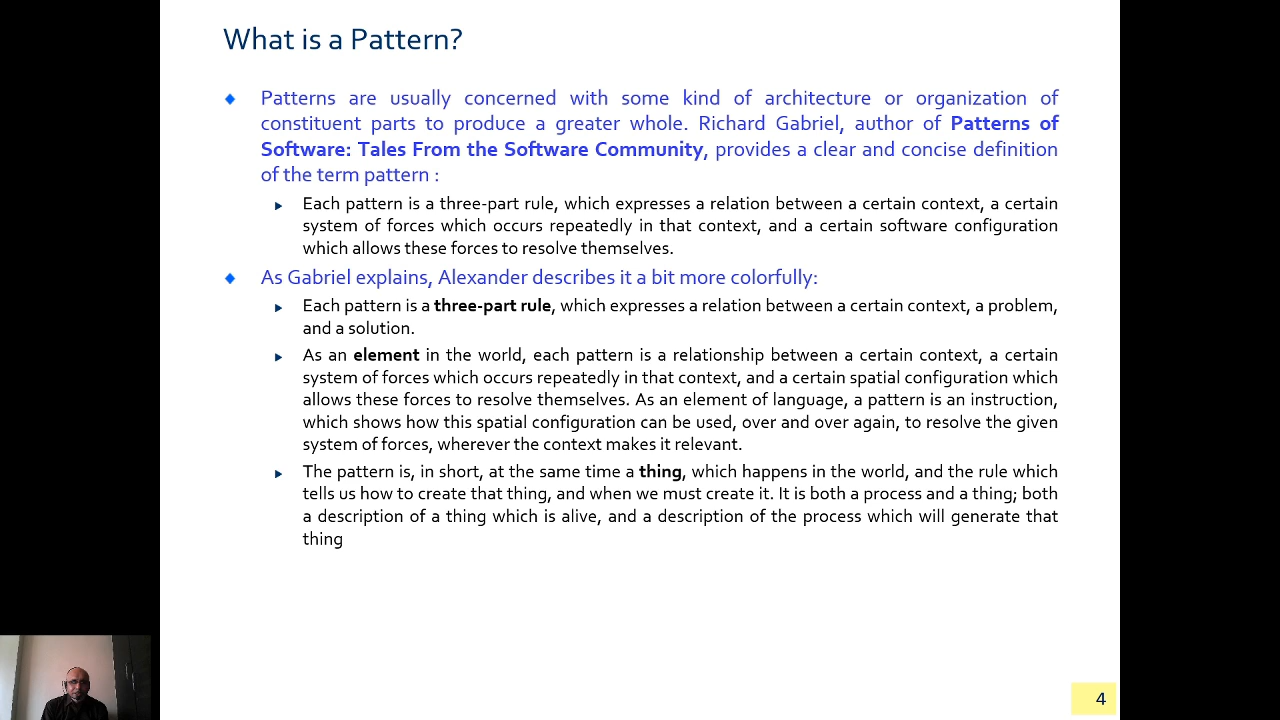 What is a Pattern?
Patterns are usually concerned with some kind of architecture or organization of
constituent parts to produce a greater whole. Richard Gabriel, author of Patterns of
Software: Tales From the Software Community, provides a clear and concise definition
of the term pattern :
Each pattern is a three-part rule, which expresses a relation between a certain context, a certain
system of forces which occurs repeatedly in that context, and a certain software configuration
which allows these forces to resolve themselves.
As Gabriel explains, Alexander describes it a bit more colorfully:
Each pattern is a three-part rule, which expresses a relation between a certain context, a problem,
and a solution.
As an element in the world, each pattern is a relationship between a certain context, a certain
system of forces which occurs repeatedly in that context, and a certain spatial configuration which
allows these forces to resolve themselves. As an element of language, a pattern is an instruction,
which shows how this spatial configuration can be used, over and over again, to resolve the given
system of forces, wherever the context makes it relevant.
The pattern is, in short, at the same time a thing, which happens in the world, and the rule which
tells us how to create that thing, and when we must create it. It is both a process and a thing; both
a description of a thing which is alive, and a description of the process which will generate that
thing
4